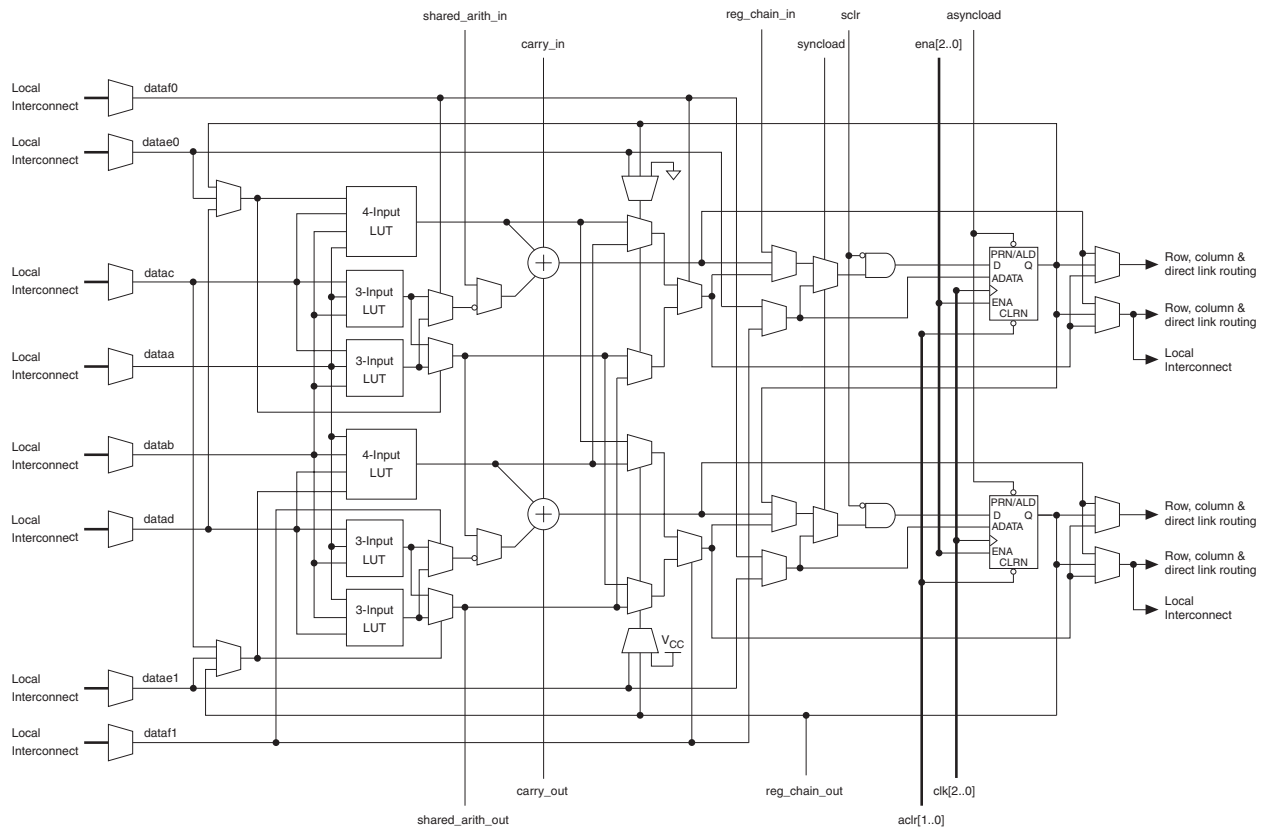 shared_arith_in
reg_chain_in
sclr
asyncload
carry_in
syncload
ena[2..0]
Local
Interconnect
dataf0
Local
Interconnect
datae0
4-Input
LUT
Local
Interconnect
datac
3-Input
LUT
PRN/ALD
D Q
ADATA
ENA
CLRN
Row, column &
direct link routing
Row, column &
direct link routing
Local
Interconnect
Local
Interconnect
dataa
3-Input
LUT
Local
Interconnect
datab
4-Input
LUT
Local
Interconnect
datad
3-Input
LUT
PRN/ALD
D Q
ADATA
ENA
CLRN
Row, column &
direct link routing
Row, column &
direct link routing
Local
Interconnect
3-Input
LUT
VCC
Local
Interconnect
datae1
Local
Interconnect
dataf1
carry_out
reg_chain_out
clk[2..0]
shared_arith_out
aclr[1..0]